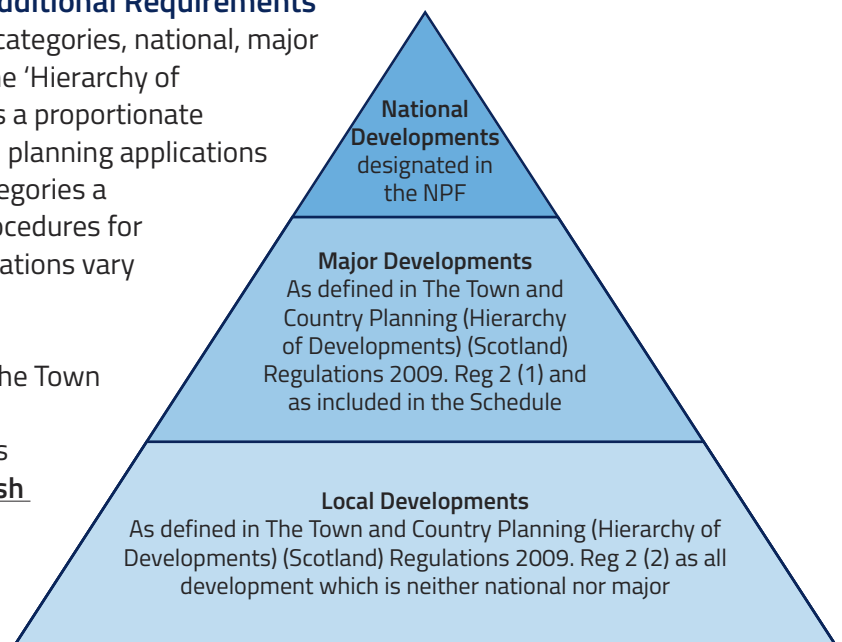 dditional Requirements
categories, national, major
he ‘Hierarchy of
s a proportionate
planning applications
egories a
ocedures for
ations vary
he Town
s
sh
National
Developments
designated in
the NPF
Major Developments
As defined in The Town and
Country Planning (Hierarchy
of Developments) (Scotland)
Regulations 2009. Reg 2 (1) and
as included in the Schedule
Local Developments
As defined in The Town and Country Planning (Hierarchy of
Developments) (Scotland) Regulations 2009. Reg 2 (2) as all
development which is neither national nor major